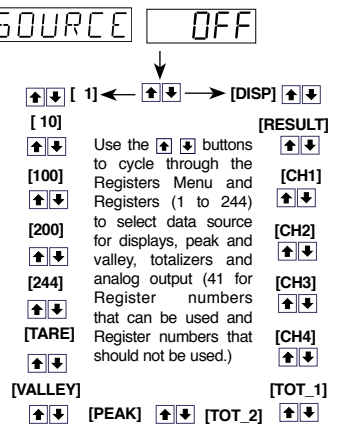 SOURCE OFF
[ 1] [DISP]
[ 10] [RESULT]
[100] [CH1]
[200] [CH2]
[244] [CH3]
[TARE] [CH4]
[VALLEY] [TOT_1]
[PEAK] [TOT_2]
Use the buttons
to cycle through the
Registers Menu and
Registers (1 to 244)
to select data source
for displays, peak and
valley, totalizers and
analog output (41 for
Register numbers
that can be used and
Register numbers that
should not be used.)